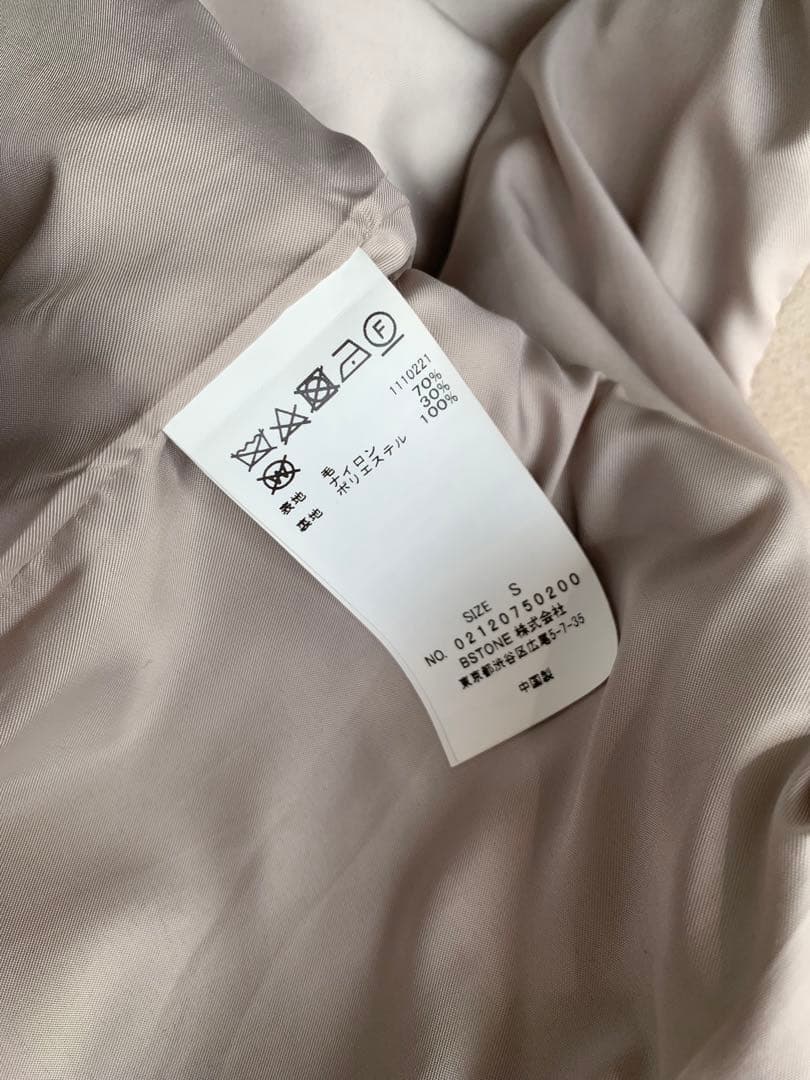 F
W
1110221
表地 毛 70%
ナイロン 30%
裏地 ポリエステル 100%
SIZE S
NO. 02120750200
BSTONE 株式会社
東京都渋谷区広尾5-7-35
中国製